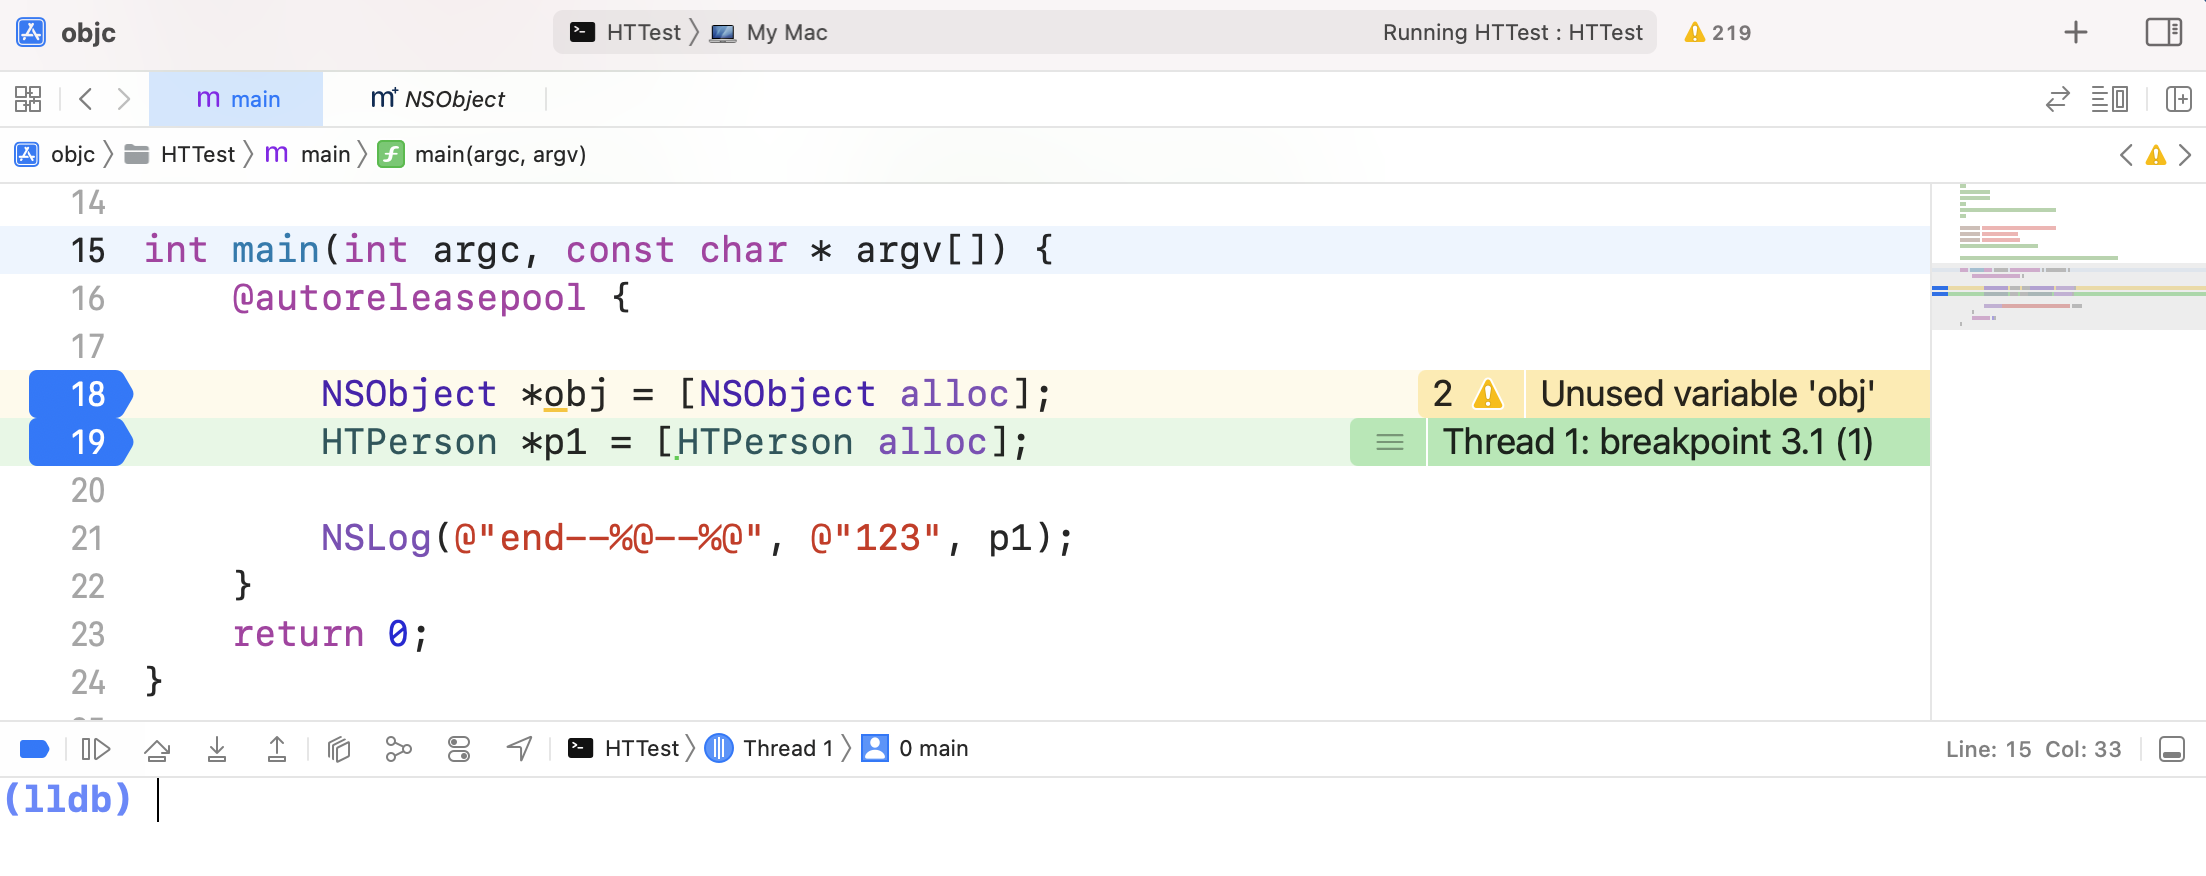 objc
HTTest
My Mac
Running HTTest : HTTest
219
main
NSObject
objc
HTTest
m
main
main(argc, argv)
14
15 int main(int argc, const char * argv[]) {
16 @autoreleasepool {
17
18 NSObject *obj = [NSObject alloc];
2 Unused variable 'obj'
19 HTPerson *p1 = [HTPerson alloc];
Thread 1: breakpoint 3.1 (1)
20
21 NSLog(@"end--%@--%@", @"123", p1);
22 }
23 return 0;
24 }
HTTest
Thread 1
0 main
Line: 15 Col: 33
(lldb)